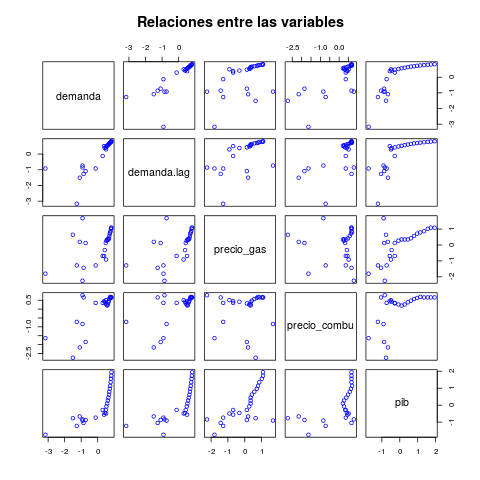 Relaciones entre las variables
-3 -2 -1 0
-2.5 -1.0 0.0
demanda
-3 -2 -1 0
demanda.lag
-3 -2 -1 0
precio_gas
-2 -1 0 1
precio_combu
-2.5 -1.0 0.5
pib
-1 0 1 2
-3 -2 -1 0
-2 -1 0 1
-1 0 1 2